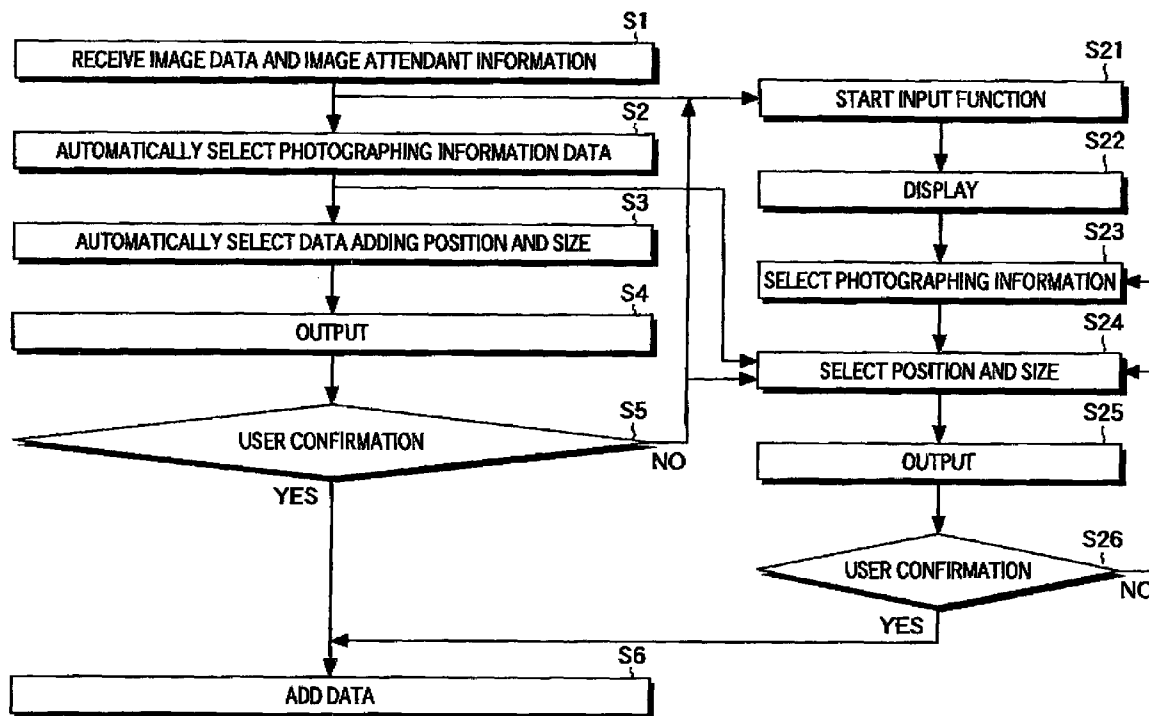 S1
RECEIVE IMAGE DATA AND IMAGE ATTENDANT INFORMATION
S2
AUTOMATICALLY SELECT PHOTOGRAPHING INFORMATION DATA
S3
AUTOMATICALLY SELECT DATA ADDING POSITION AND SIZE
S4
OUTPUT
S5
USER CONFIRMATION
NO
YES
S6
ADD DATA
S21
START INPUT FUNCTION
S22
DISPLAY
S23
SELECT PHOTOGRAPHING INFORMATION
S24
SELECT POSITION AND SIZE
S25
OUTPUT
S26
USER CONFIRMATION
NO
YES